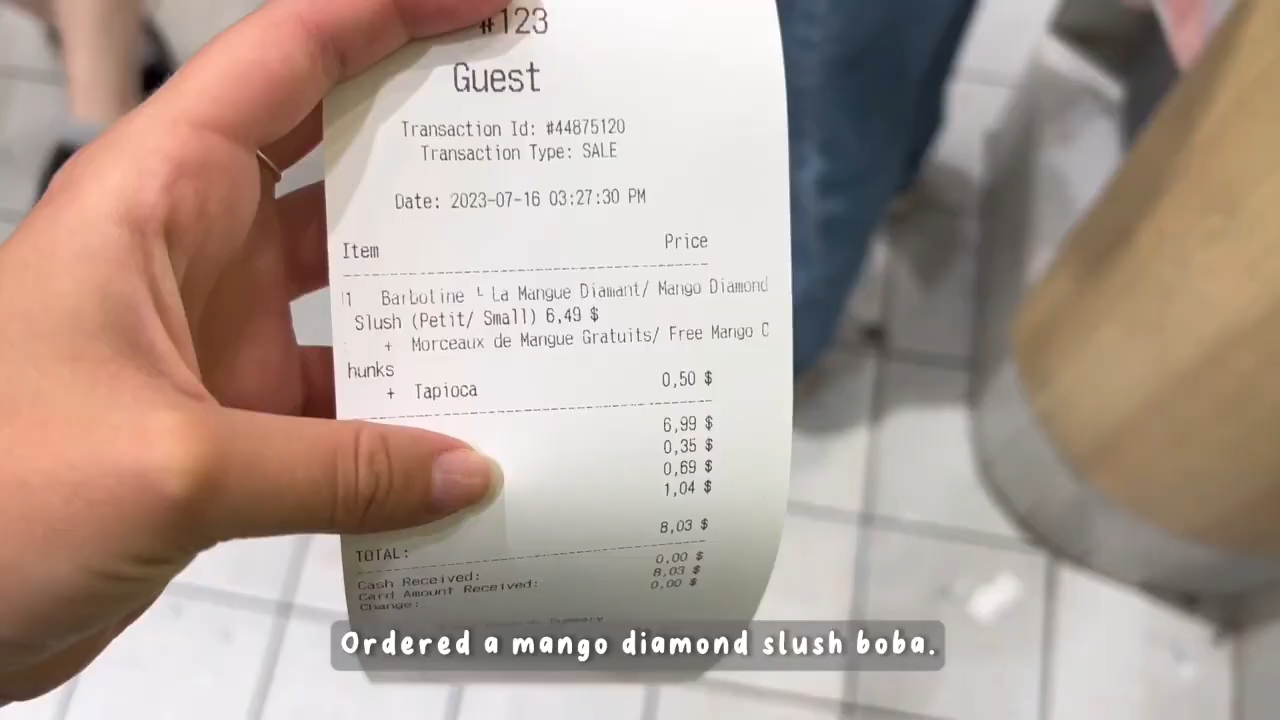 #123
Guest
Transaction Id: #44875120
Transaction Type: SALE
Date: 2023-07-16 03:27:30 PM
Item Price
1 Barbotine L La Mangue Diamant/ Mango Diamond
Slush (Petit/ Small) 6,49 $
+ Morceaux de Mangue Gratuits/ Free Mango C
hunks
+ Tapioca 0,50 $
6,99 $
0,35 $
0,69 $
1,04 $
TOTAL: 8,03 $
Cash Received: 0,00 $
Card Amount Received: 8,03 $
Change: 0,00 $
Ordered a mango diamond slush boba.